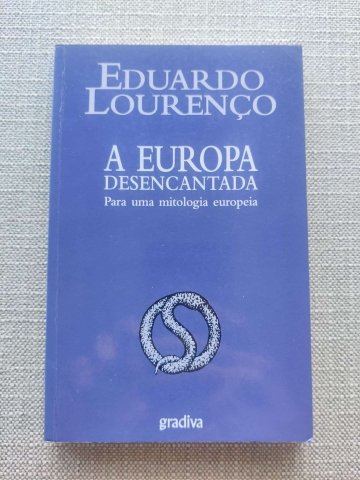 EDUARDO
LOURENÇO
A EUROPA
DESENCANTADA
Para uma mitologia europeia
gradiva